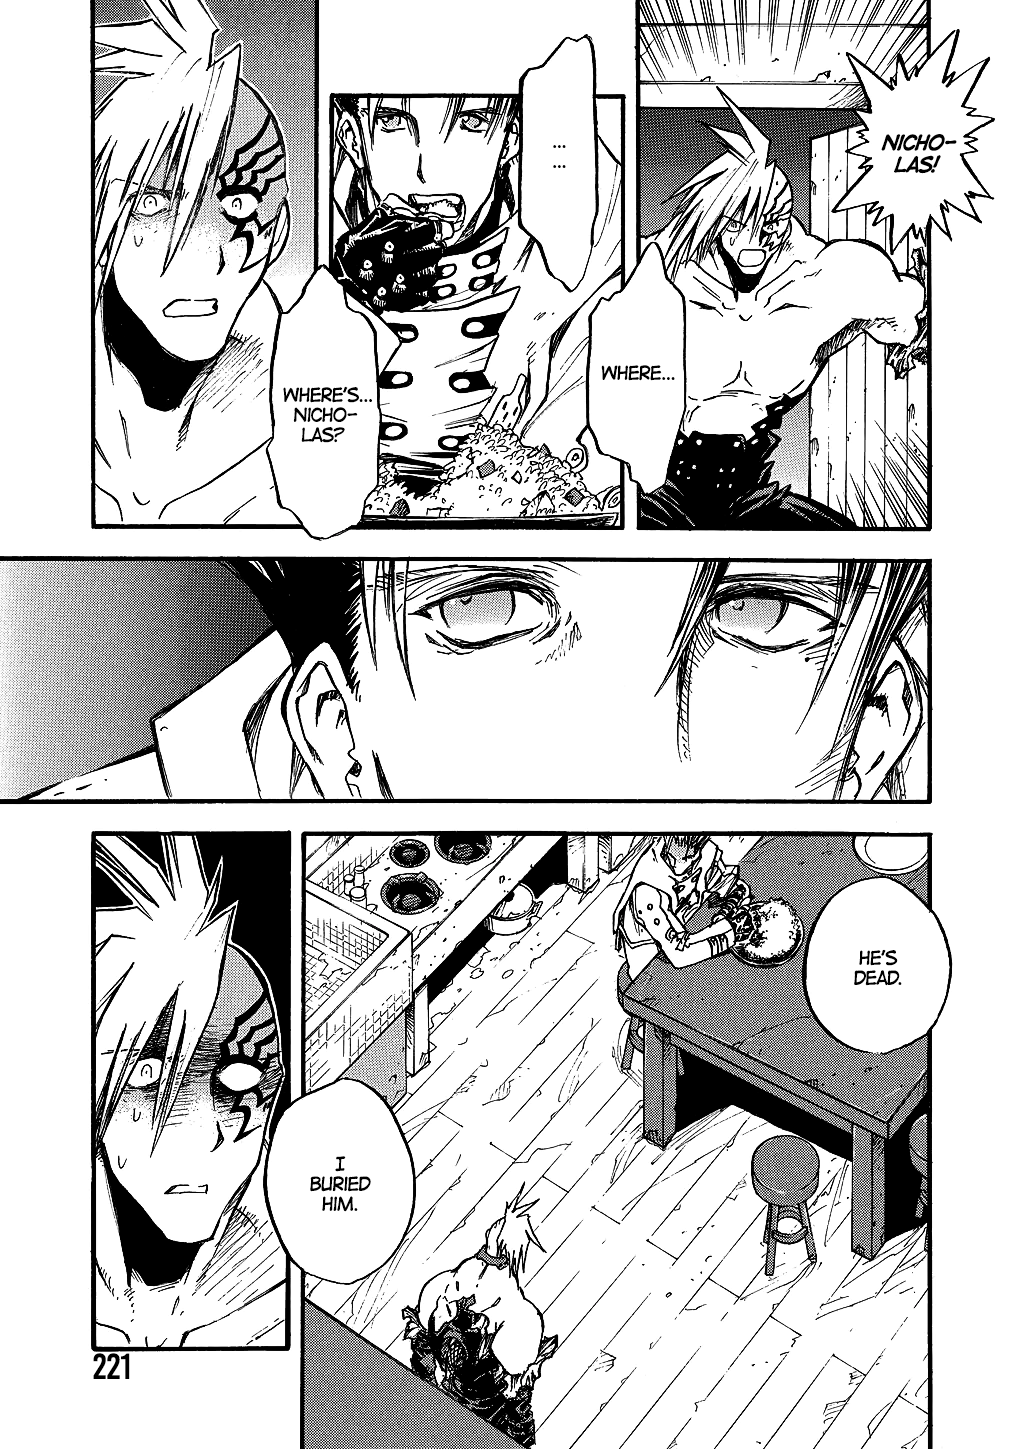 NICHO-
LAS!
WHERE...
...
...
WHERE'S...
NICHO-
LAS?
HE'S
DEAD.
I
BURIED
HIM.
221